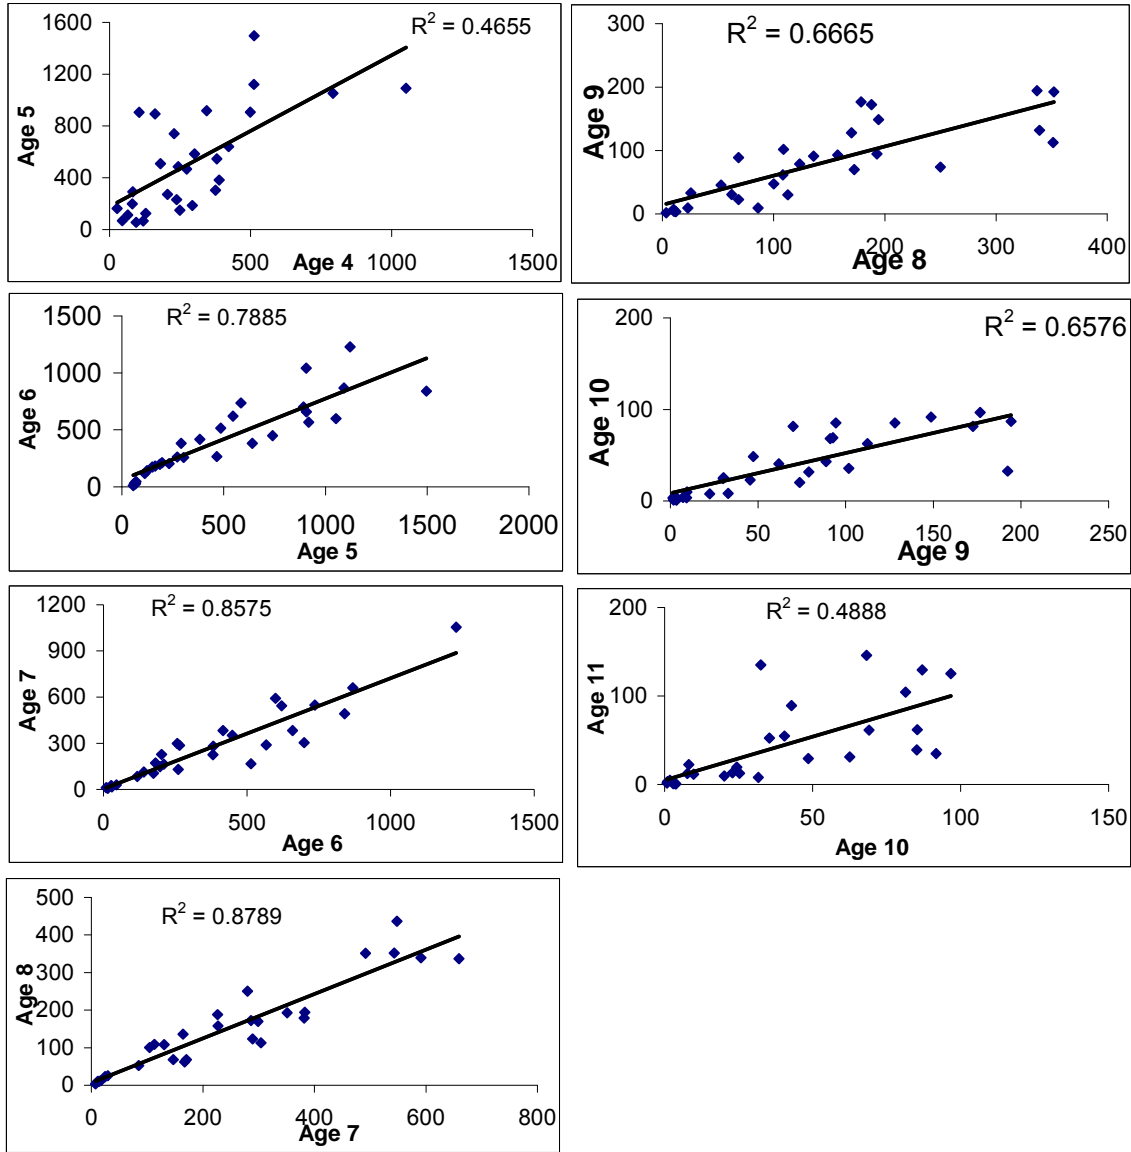 R² = 0.4655
1600
1200
800
400
0
Age 5
0 500 1000 1500
Age 4
R² = 0.7885
1500
1000
500
0
Age 6
0 500 1000 1500 2000
Age 5
R² = 0.8575
1200
900
600
300
0
Age 7
0 500 1000 1500
Age 6
R² = 0.8789
500
400
300
200
100
0
Age 8
0 200 400 600 800
Age 7
R² = 0.6665
300
200
100
0
Age 9
0 100 200 300 400
Age 8
R² = 0.6576
200
100
0
Age 10
0 50 100 150 200 250
Age 9
R² = 0.4888
200
100
0
Age 11
0 50 100 150
Age 10